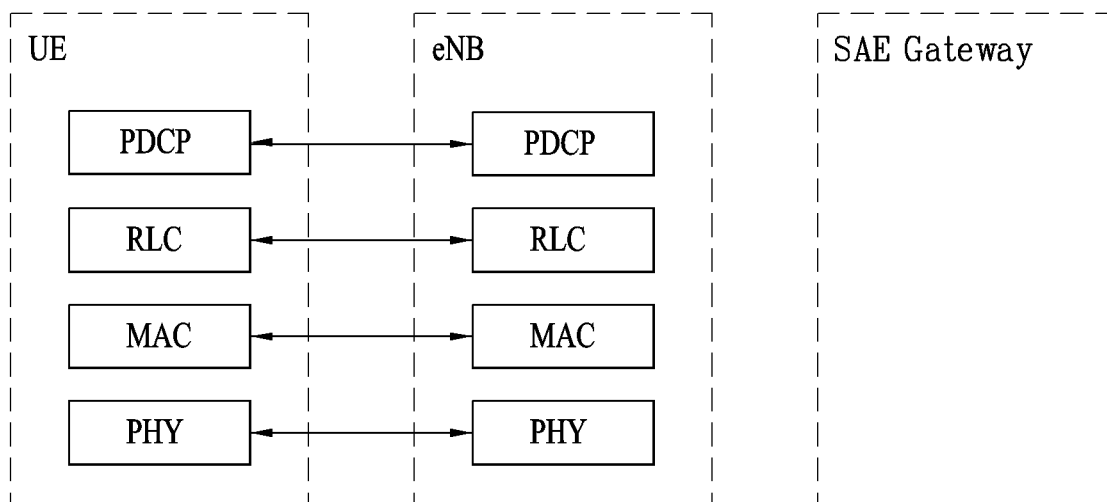 UE
eNB
SAE Gateway
PDCP
PDCP
RLC
RLC
MAC
MAC
PHY
PHY